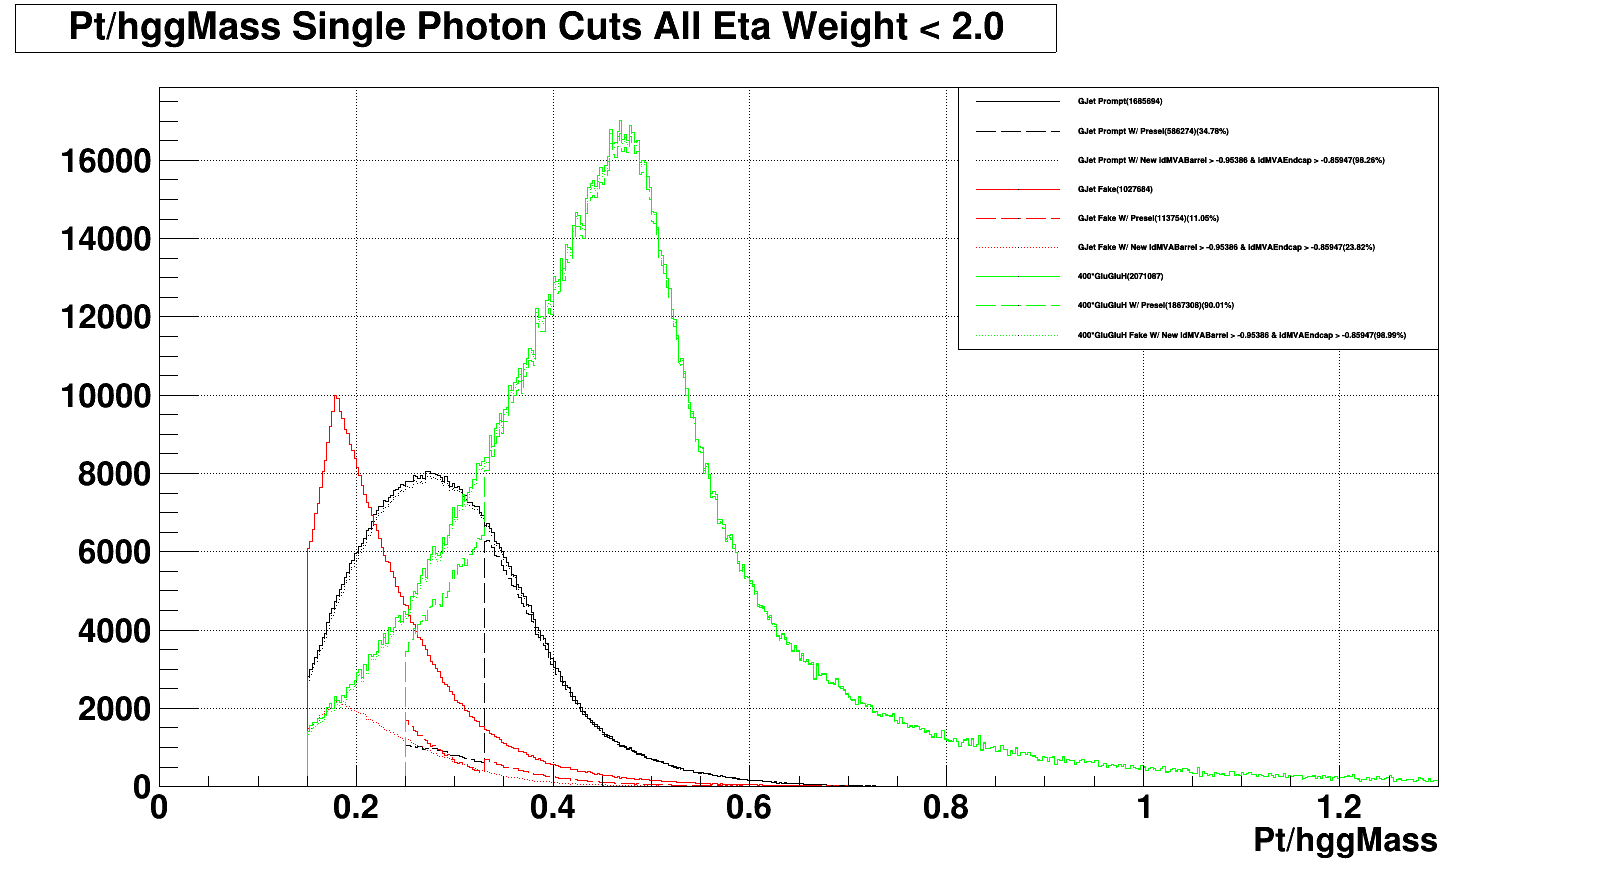 Pt/hggMass Single Photon Cuts All Eta Weight < 2.0
GJet Prompt(1685694)
GJet Prompt W/ Presel(586274)(34.78%)
GJet Prompt W/ New idMVABarrel > -0.95386 & idMVAEndcap > -0.85947(98.26%)
GJet Fake(1027684)
GJet Fake W/ Presel(113754)(11.05%)
GJet Fake W/ New idMVABarrel > -0.95386 & idMVAEndcap > -0.85947(23.82%)
400*GluGluH(2071087)
400*GluGluH W/ Presel(1867308)(90.01%)
400*GluGluH Fake W/ New idMVABarrel > -0.95386 & idMVAEndcap > -0.85947(98.99%)
16000
14000
12000
10000
8000
6000
4000
2000
0
0 0.2 0.4 0.6 0.8 1 1.2
Pt/hggMass